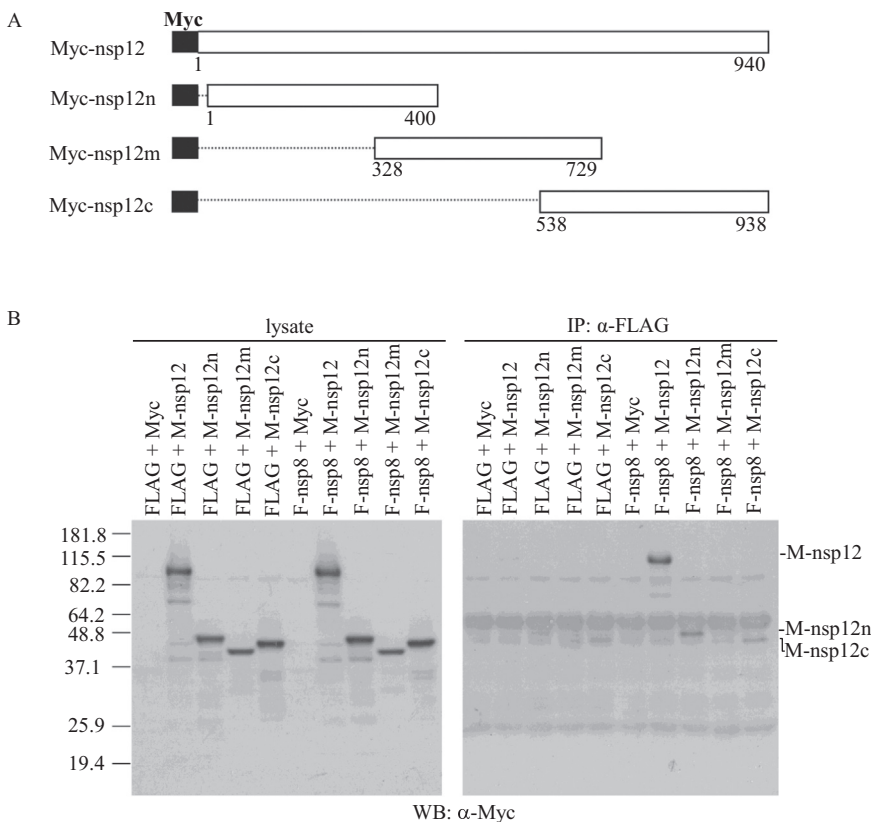 A
Myc
Myc-nsp12
1
940
Myc-nsp12n
1
400
Myc-nsp12m
328
729
Myc-nsp12c
538
938
B
lysate
IP: α-FLAG
FLAG + Myc
FLAG + M-nsp12
FLAG + M-nsp12n
FLAG + M-nsp12m
FLAG + M-nsp12c
F-nsp8 + Myc
F-nsp8 + M-nsp12
F-nsp8 + M-nsp12n
F-nsp8 + M-nsp12m
F-nsp8 + M-nsp12c
FLAG + Myc
FLAG + M-nsp12
FLAG + M-nsp12n
FLAG + M-nsp12m
FLAG + M-nsp12c
F-nsp8 + Myc
F-nsp8 + M-nsp12
F-nsp8 + M-nsp12n
F-nsp8 + M-nsp12m
F-nsp8 + M-nsp12c
181.8
115.5
82.2
64.2
48.8
37.1
25.9
19.4
-M-nsp12
-M-nsp12n
M-nsp12c
WB: α-Myc